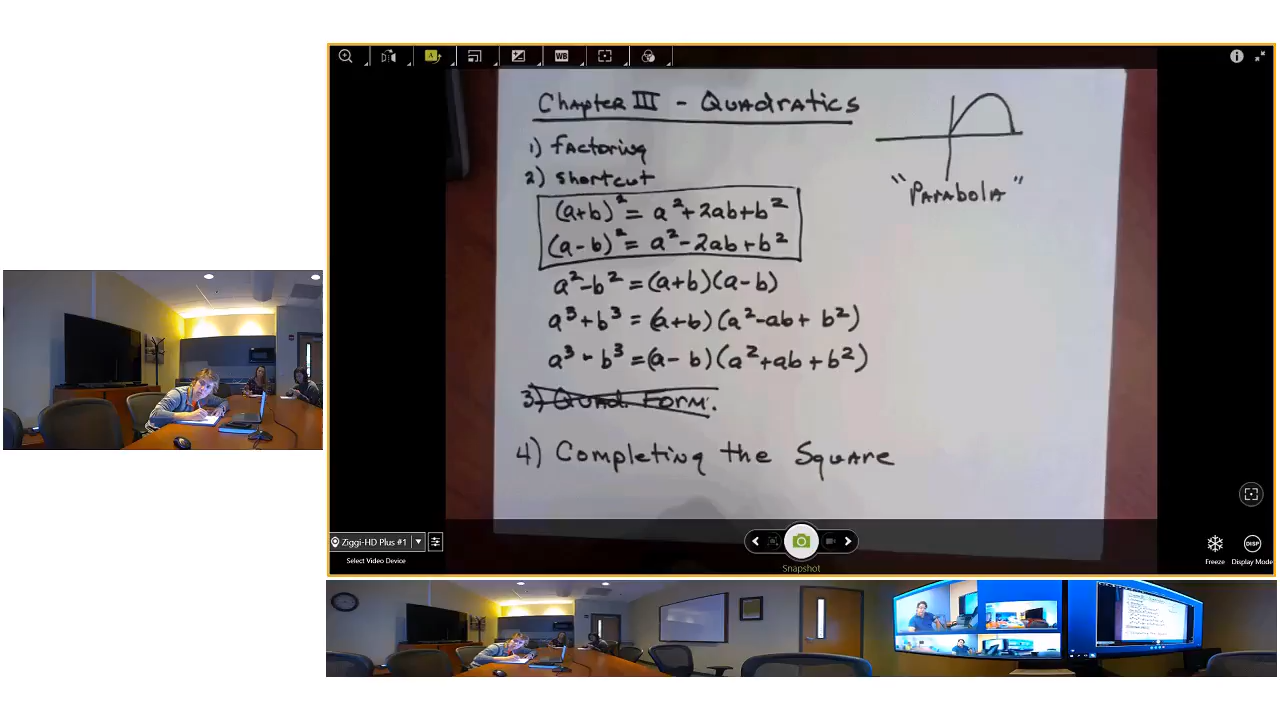 WB
Chapter III - Quadratics
1) factoring
2) shortcut
(a+b)² = a²+2ab+b²
(a-b)² = a²-2ab+b²
a²-b² = (a+b)(a-b)
a³+b³ = (a+b)(a²-ab+b²)
a³-b³ = (a-b)(a²+ab+b²)
3) Quad. Form.
4) Completing the Square
"Parabola"
Ziggi-HD Plus #1
Select Video Device
Snapshot
Freeze
DISP
Display Mode